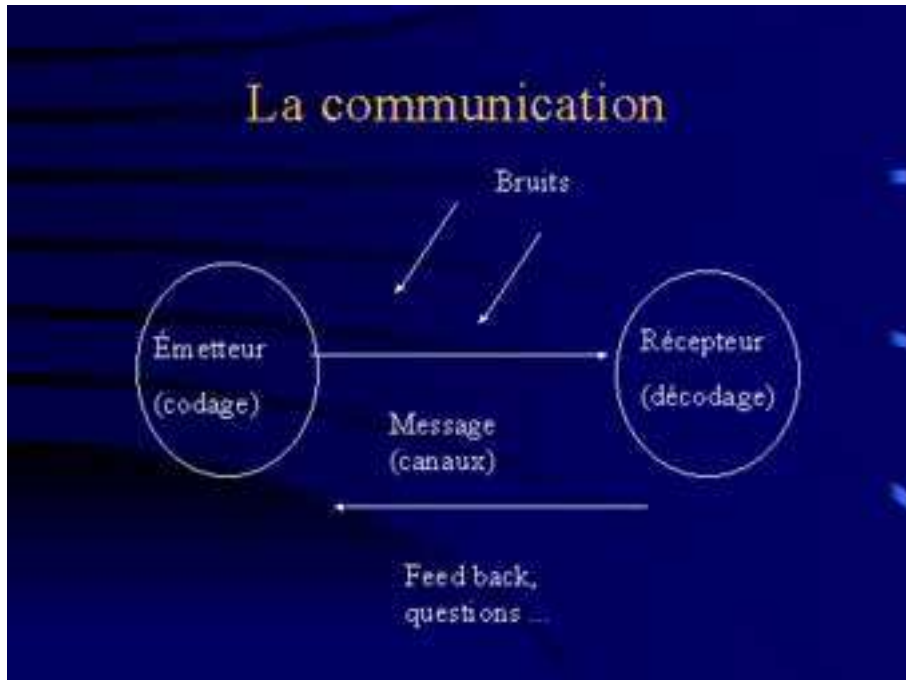 La communication
Bruits
Émetteur
(codage)
Récepteur
(décodage)
Message
(canaux)
Feed back,
questions ...